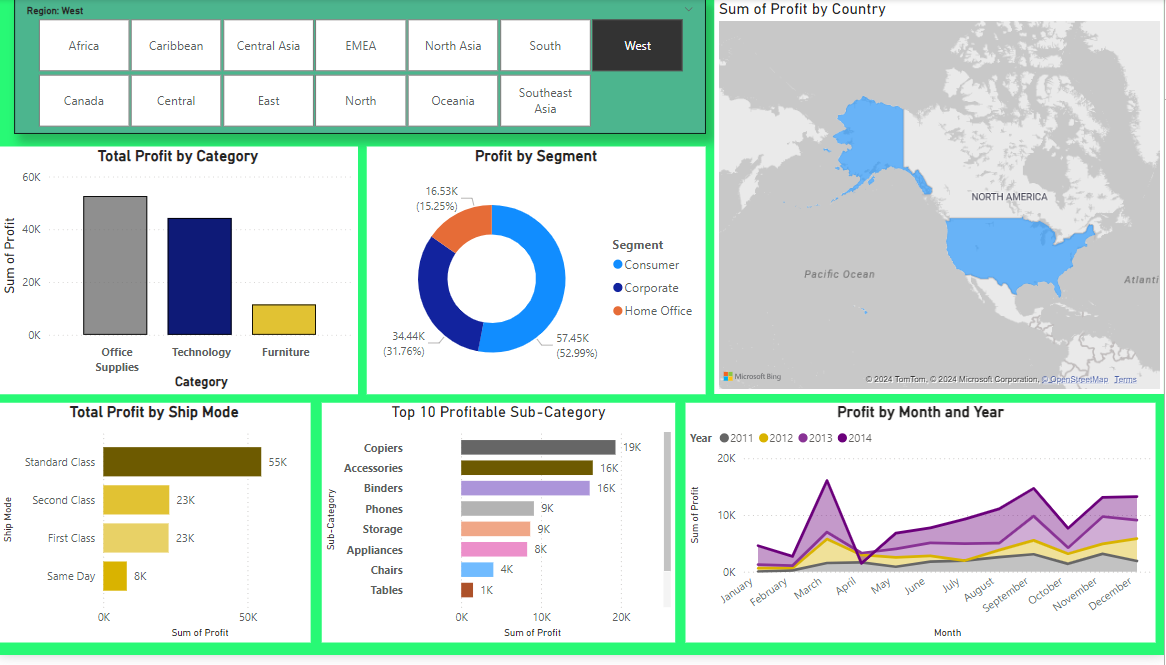 Region: West
Africa
Caribbean
Central Asia
EMEA
North Asia
South
West
Canada
Central
East
North
Oceania
Southeast
Asia
Sum of Profit by Country
NORTH AMERICA
Pacific Ocean
Atlanti
Microsoft Bing
© 2024 TomTom, © 2024 Microsoft Corporation, © OpenStreetMap Terms
Total Profit by Category
Sum of Profit
60K
40K
20K
0K
Office
Supplies
Technology
Furniture
Category
Profit by Segment
16.53K
(15.25%)
34.44K
(31.76%)
57.45K
(52.99%)
Segment
Consumer
Corporate
Home Office
Total Profit by Ship Mode
Ship Mode
Standard Class 55K
Second Class 23K
First Class 23K
Same Day 8K
0K 50K
Sum of Profit
Top 10 Profitable Sub-Category
Sub-Category
Copiers 19K
Accessories 16K
Binders 16K
Phones 9K
Storage 9K
Appliances 8K
Chairs 4K
Tables 1K
0K 10K 20K
Sum of Profit
Profit by Month and Year
Year 2011 2012 2013 2014
Sum of Profit
20K
10K
0K
January February March April May June July August September October November December
Month